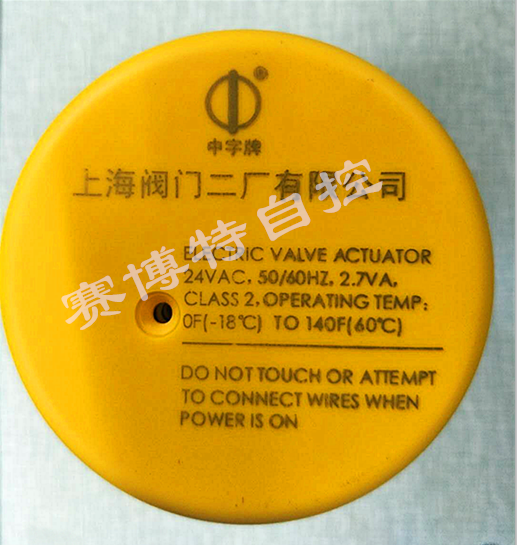 ®
中字牌
上海阀门二厂有限公司
ELECTRIC VALVE ACTUATOR
24VAC, 50/60HZ, 2.7VA,
CLASS 2, OPERATING TEMP:
0F(-18℃) TO 140F(60℃)
DO NOT TOUCH OR ATTEMPT
TO CONNECT WIRES WHEN
POWER IS ON
赛博特自控